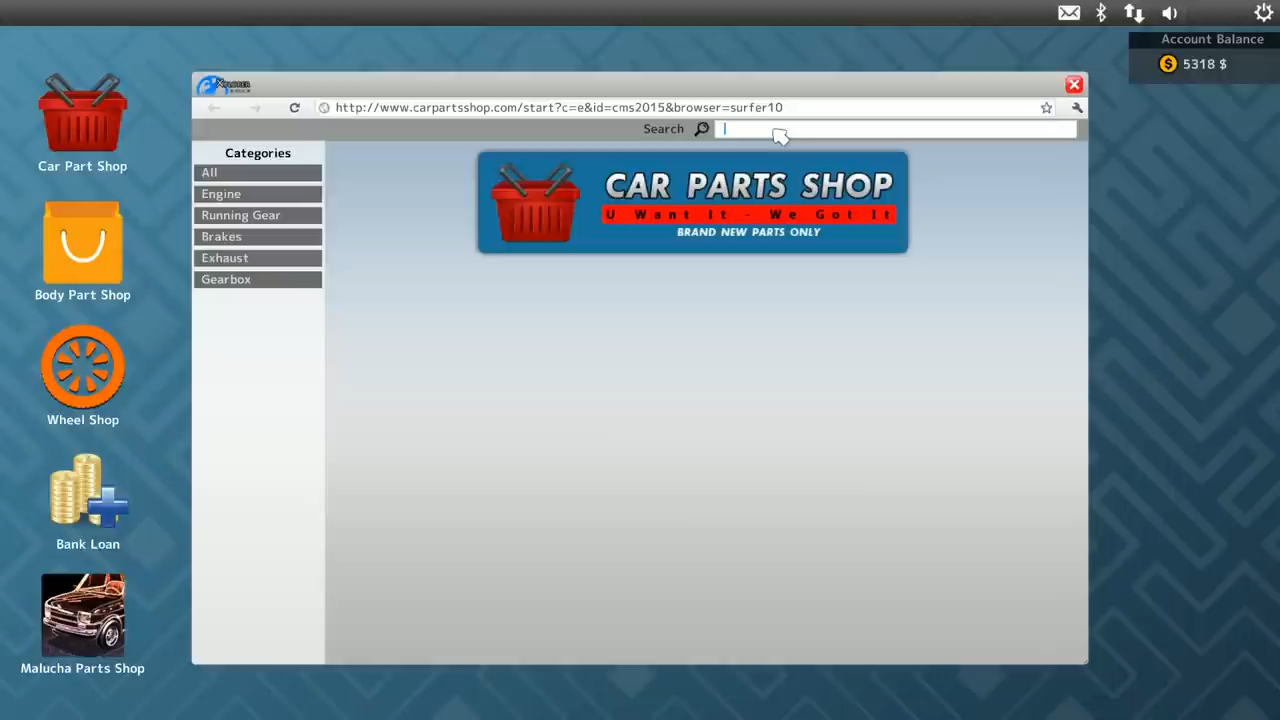 Account Balance
5318 $
Car Part Shop
Body Part Shop
Wheel Shop
Bank Loan
Malucha Parts Shop
http://www.carpartsshop.com/start?c=e&id=cms2015&browser=surfer10
Search
Categories
All
Engine
Running Gear
Brakes
Exhaust
Gearbox
CAR PARTS SHOP
U Want It - We Got It
BRAND NEW PARTS ONLY